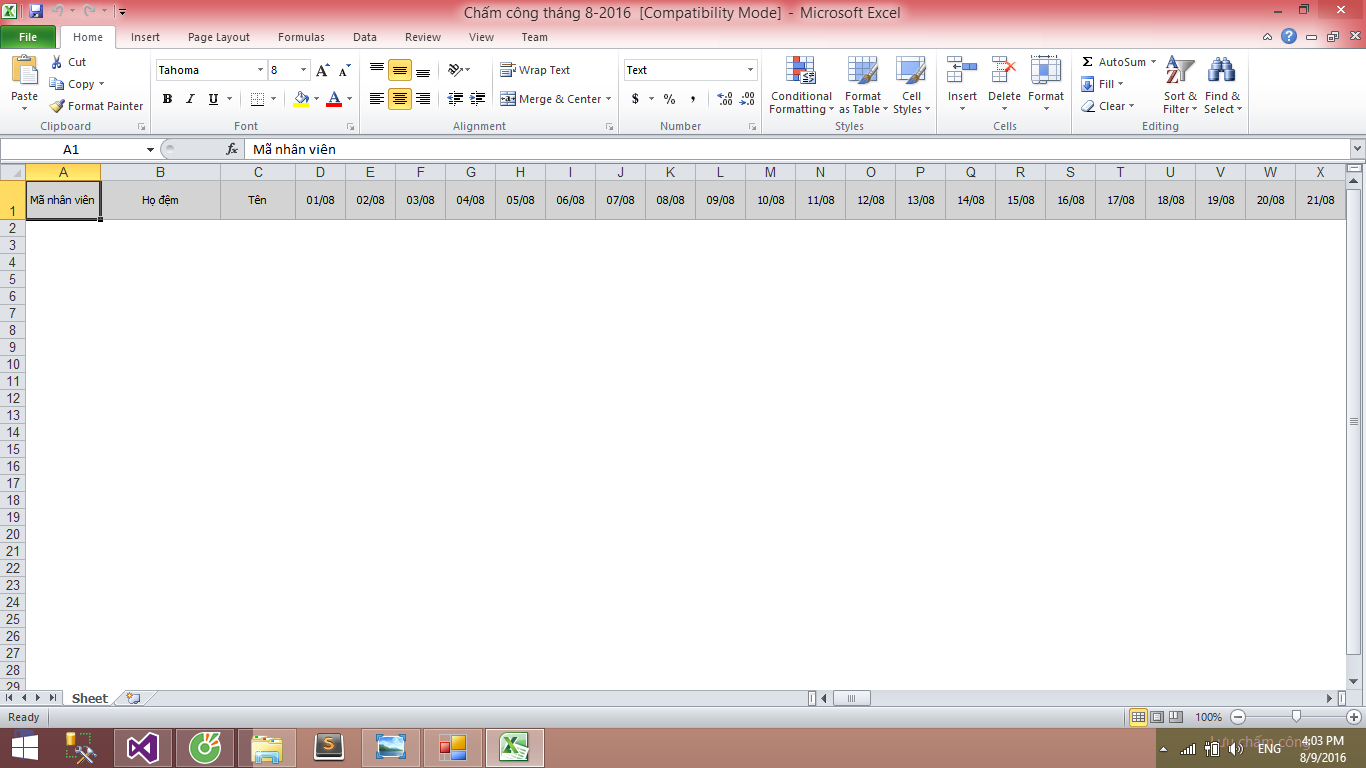 Chấm công tháng 8-2016 [Compatibility Mode] - Microsoft Excel
File Home Insert Page Layout Formulas Data Review View Team
Cut
Copy
Format Painter
Paste
Clipboard
Tahoma 8
B I U
Font
Wrap Text
Merge & Center
Alignment
Text
$ % ,
Number
Conditional Formatting
Format as Table
Cell Styles
Styles
Insert Delete Format
Cells
Σ AutoSum
Fill
Clear
Sort & Filter
Find & Select
Editing
A1 fx Mã nhân viên
A B C D E F G H I J K L M N O P Q R S T U V W X
1 Mã nhân viên Họ đệm Tên 01/08 02/08 03/08 04/08 05/08 06/08 07/08 08/08 09/08 10/08 11/08 12/08 13/08 14/08 15/08 16/08 17/08 18/08 19/08 20/08 21/08
2
3
4
5
6
7
8
9
10
11
12
13
14
15
16
17
18
19
20
21
22
23
24
25
26
27
28
29
Sheet
Ready 100%
Lưu chấm công
ENG 4:03 PM
8/9/2016